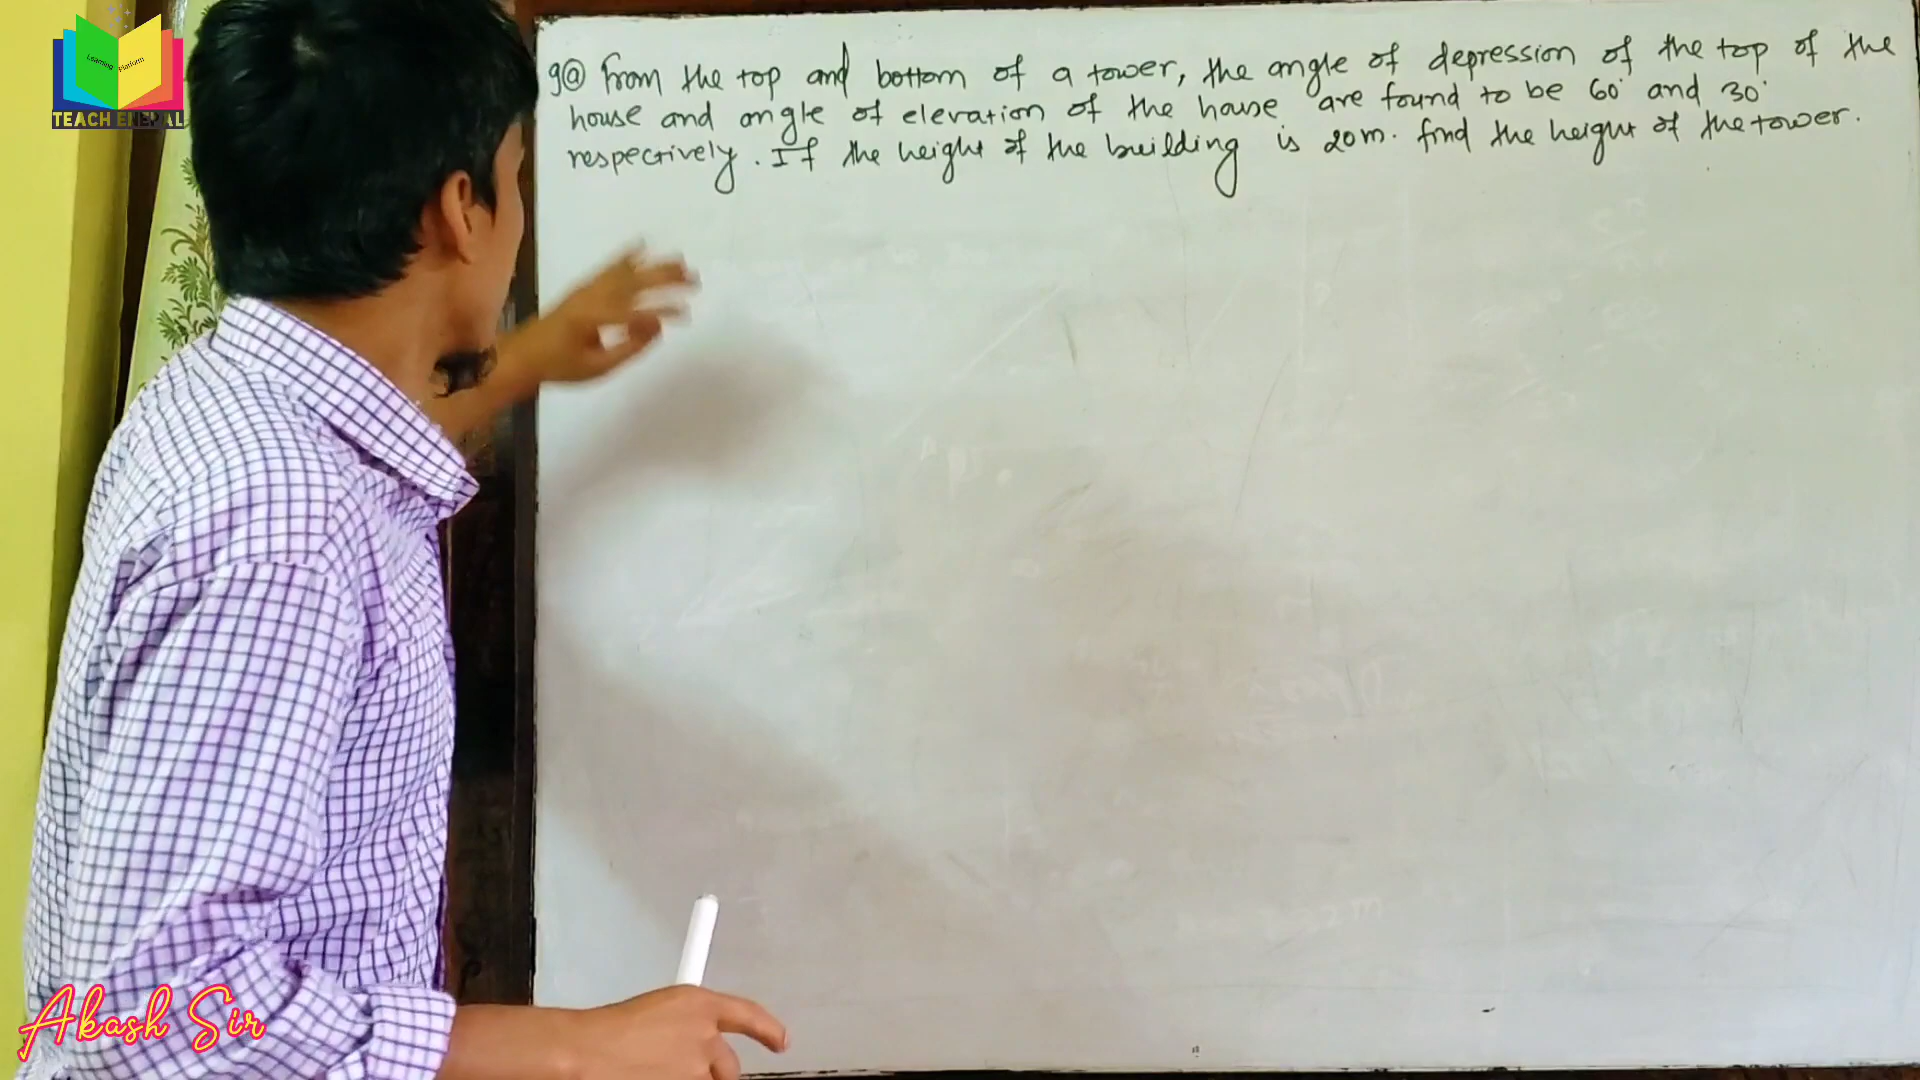 Learning Platform
TEACH ENEPAL
9@ From the top and bottom of a tower, the angle of depression of the top of the
house and angle of elevation of the house are found to be 60° and 30°
respectively. If the height of the building is 20m. find the height of the tower.
Akash Sir